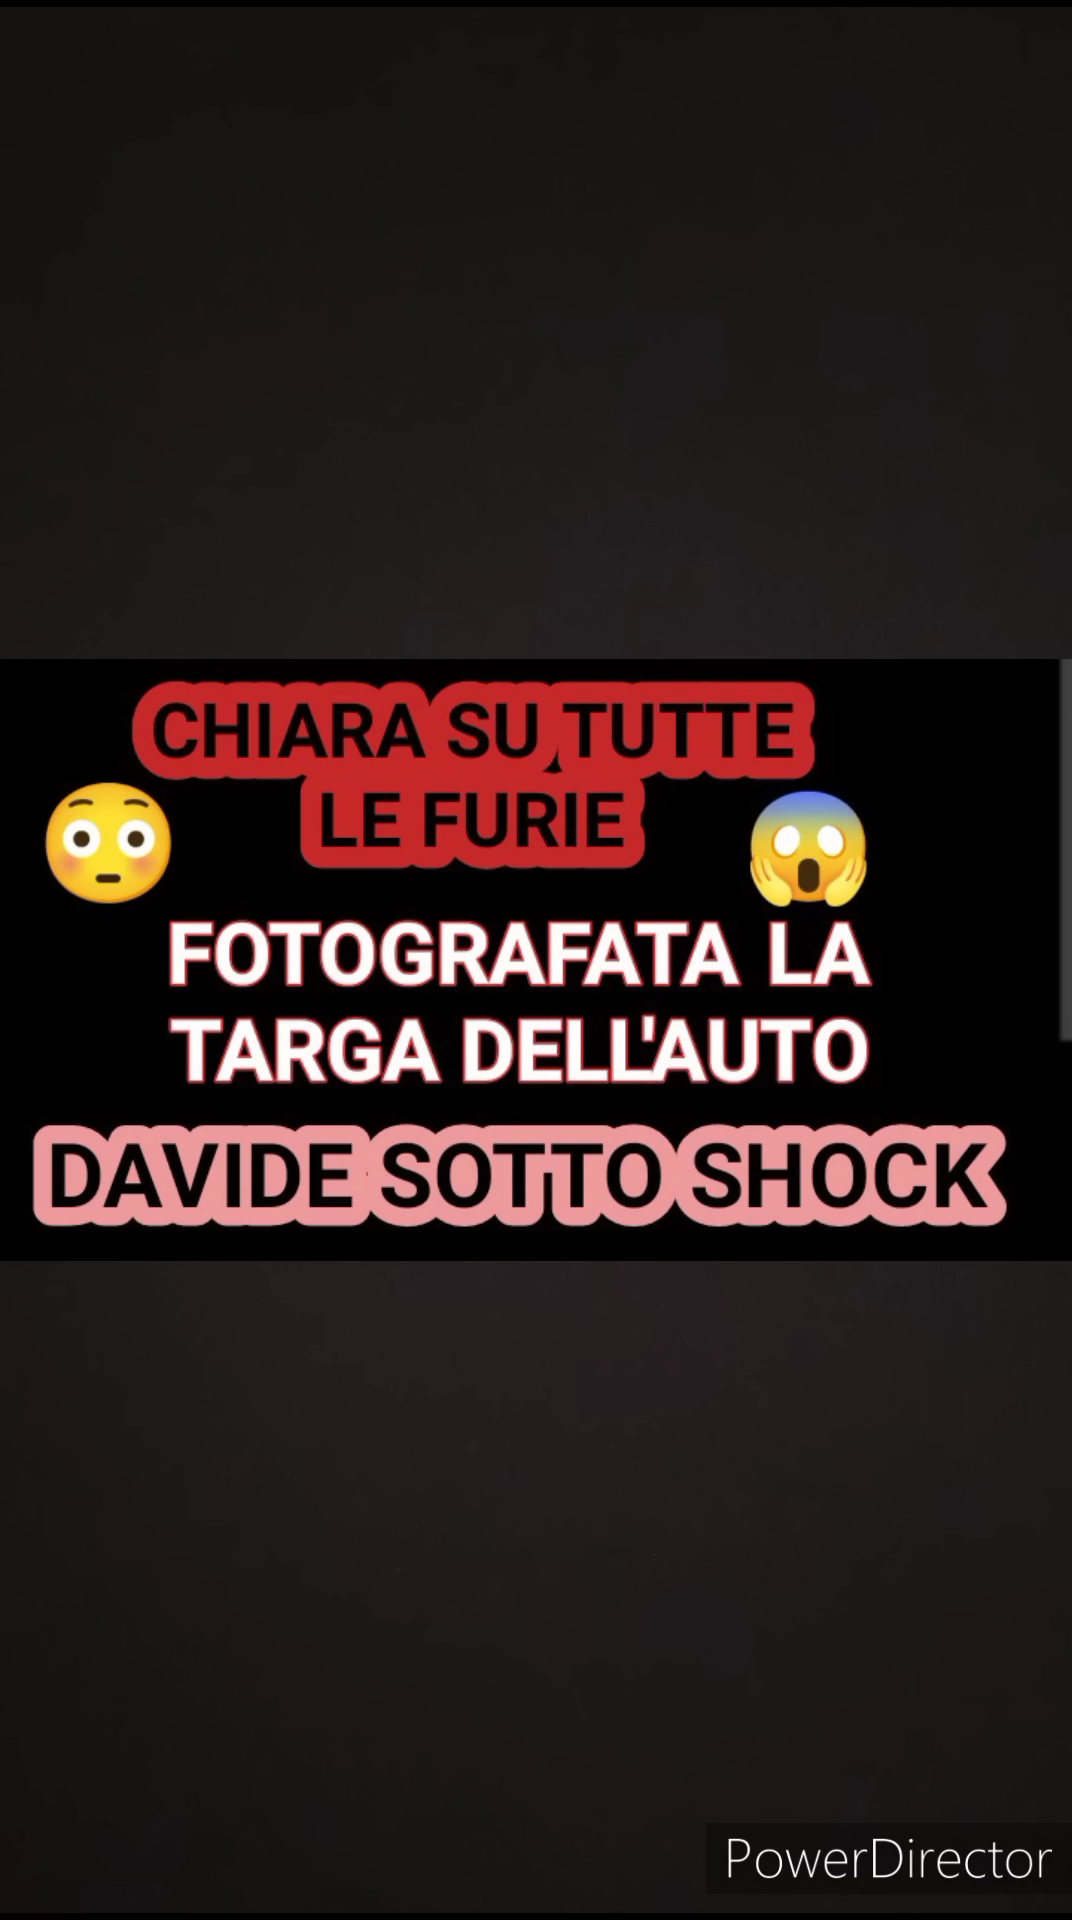 CHIARA SU TUTTE
LE FURIE
FOTOGRAFATA LA
TARGA DELL'AUTO
DAVIDE SOTTO SHOCK
PowerDirector